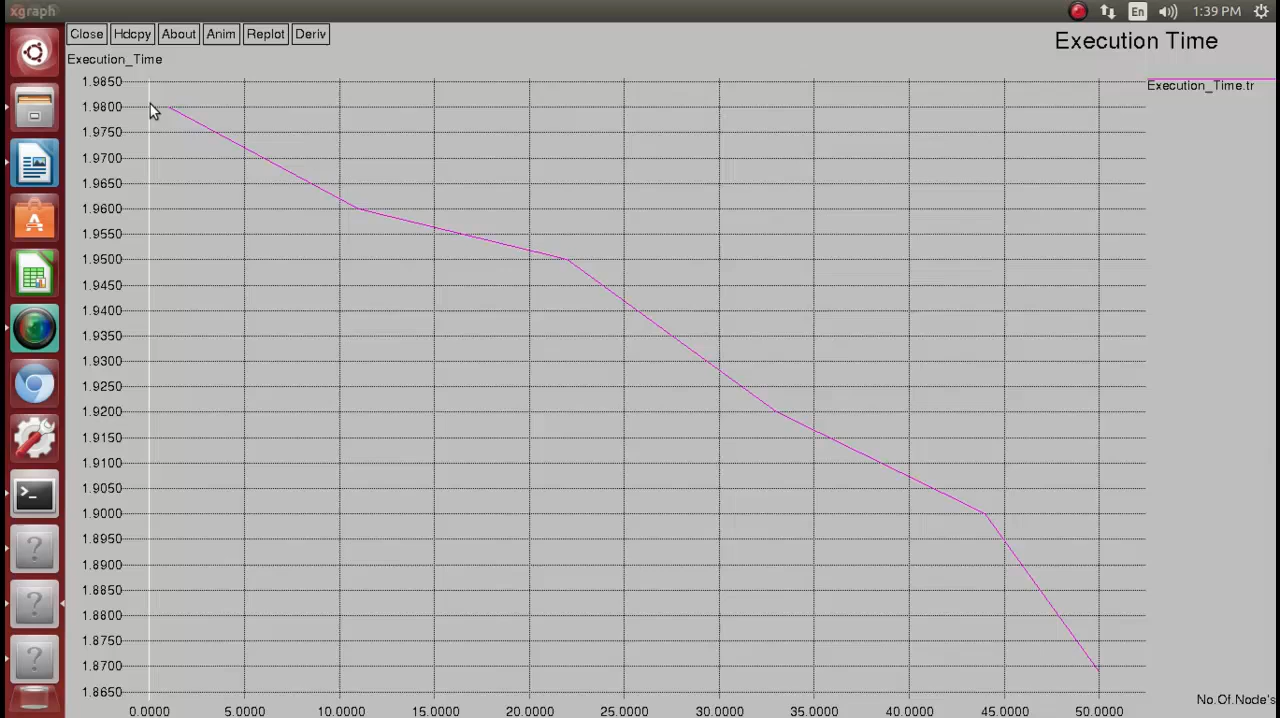 xgraph
En
1:39 PM
Close Hdcpy About Anim Replot Deriv
Execution Time
Execution_Time
Execution_Time.tr
1.9850
1.9800
1.9750
1.9700
1.9650
1.9600
1.9550
1.9500
1.9450
1.9400
1.9350
1.9300
1.9250
1.9200
1.9150
1.9100
1.9050
1.9000
1.8950
1.8900
1.8850
1.8800
1.8750
1.8700
1.8650
No.Of.Node's
0.0000 5.0000 10.0000 15.0000 20.0000 25.0000 30.0000 35.0000 40.0000 45.0000 50.0000